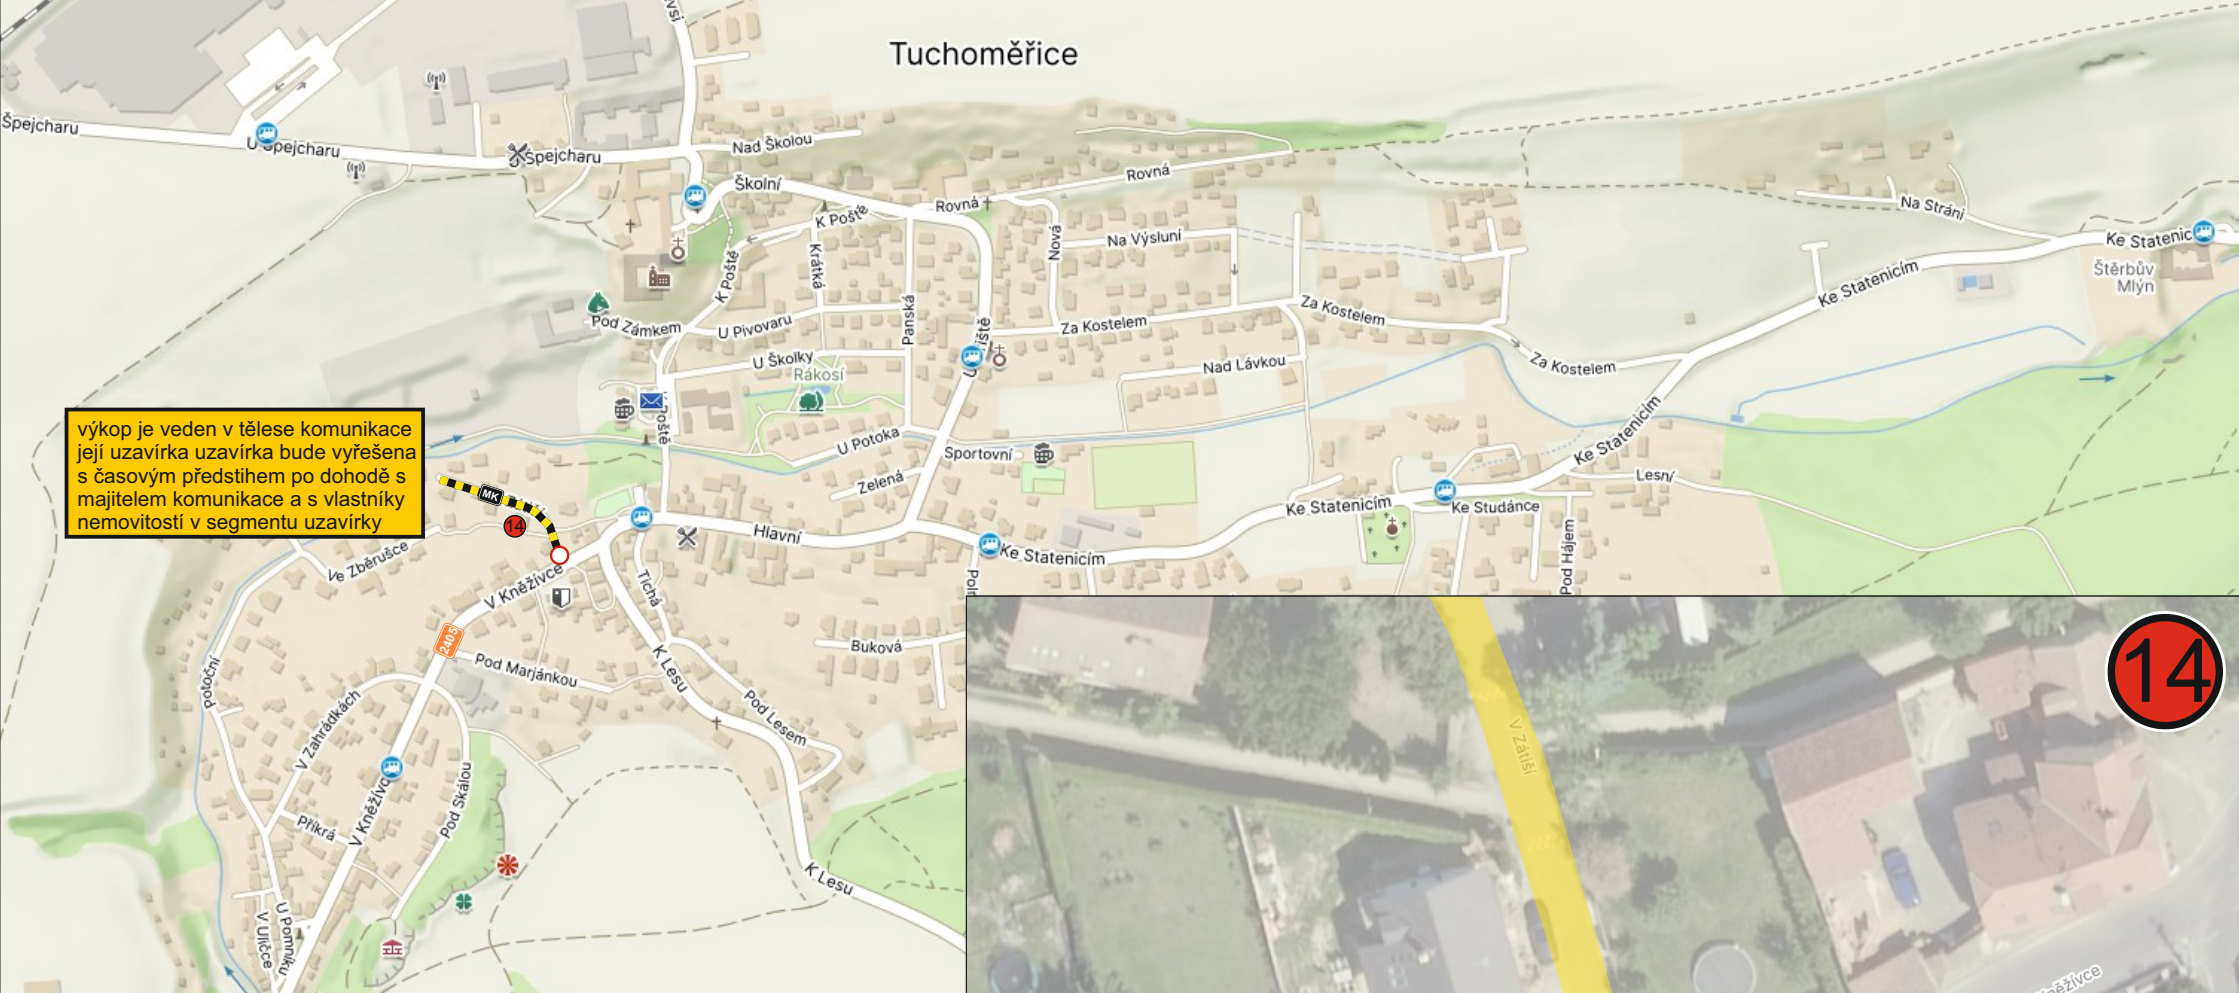 Tuchoměřice
Špejcharu
U Špejcharu
U Špejcharu
Nad Školou
Školní
Rovná
Rovná
K Poště
K Poště
Krátká
Panská
Nová
Na Výsluní
Na Stráni
Ke Statenic
Štěrbův
Mlýn
Ke Statenicím
Pod Zámkem
U Pivovaru
U Školky
Rákosí
Za Kostelem
Za Kostelem
Za Kostelem
Nad Lávkou
U Potoka
Zelená
Sportovní
Ke Statenicím
Lesní
Ke Statenicím
Ke Studánce
Pod Hájem
výkop je veden v tělese komunikace
její uzavírka uzavírka bude vyřešena
s časovým předstihem po dohodě s
majitelem komunikace a s vlastníky
nemovitostí v segmentu uzavírky
MK
14
Hlavní
Ke Statenicím
Ve Zběrušce
V Kněžívce
Tichá
2405
Pod Marjánkou
K Lesu
Buková
Potoční
V Zahrádkách
Pod Lesem
V Kněžívc
Příkrá
Pod Skálou
K Lesu
V Uličce
U Pomníku
14
V Zátiší